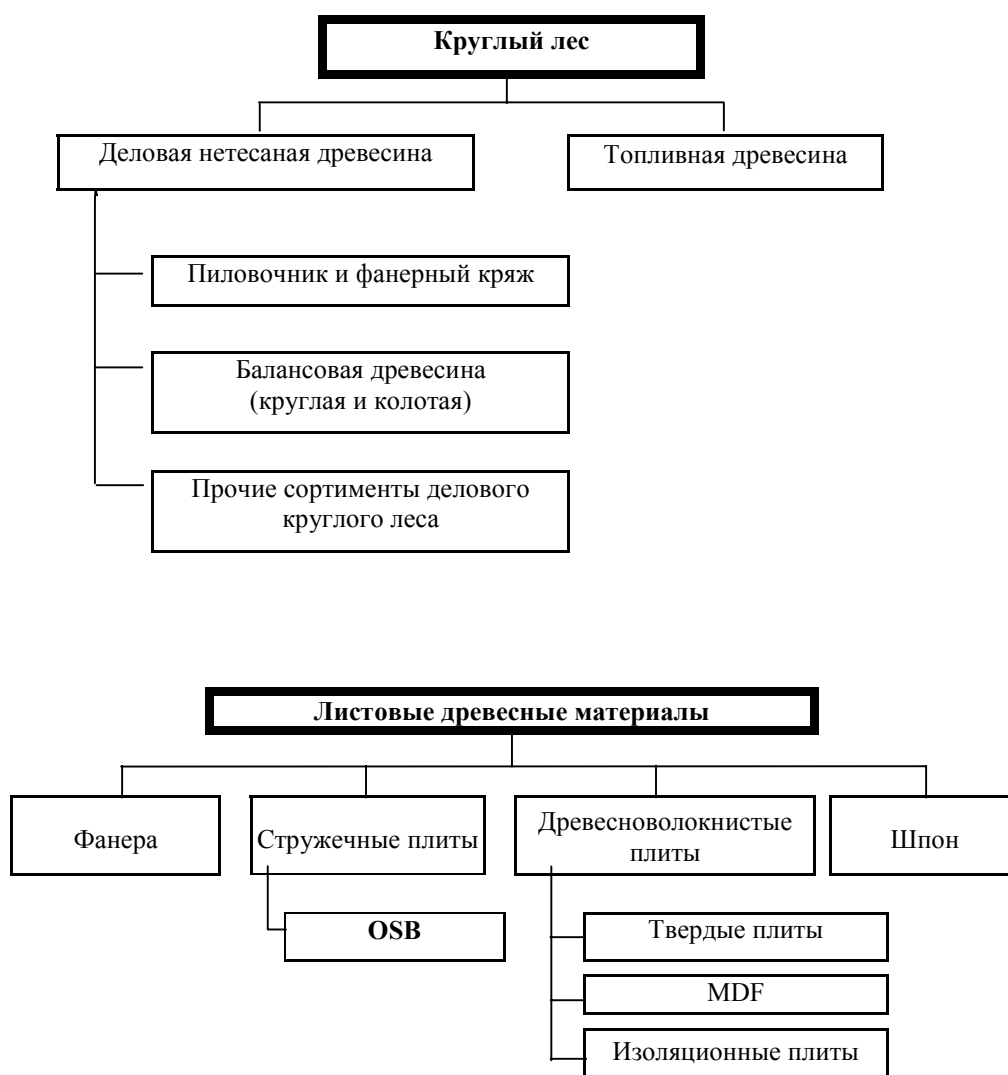 Круглый лес
Деловая нетесаная древесина
Топливная древесина
Пиловочник и фанерный кряж
Балансовая древесина
(круглая и колотая)
Прочие сортименты делового
круглого леса
Листовые древесные материалы
Фанера
Стружечные плиты
Древесноволокнистые
плиты
Шпон
OSB
Твердые плиты
MDF
Изоляционные плиты